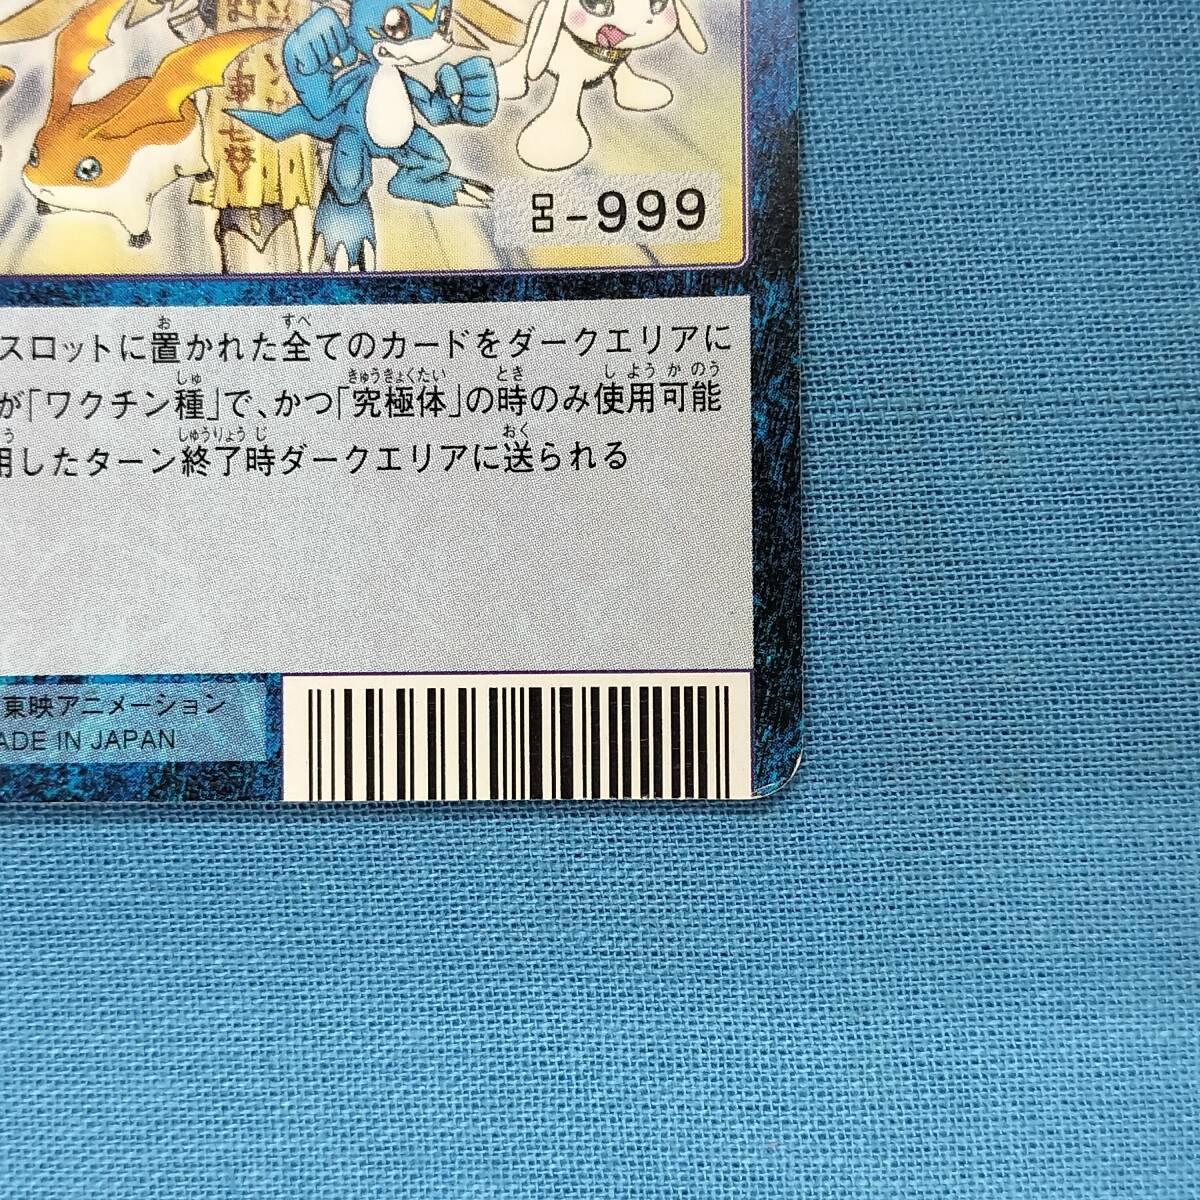 呂-999
スロットに置かれた全てのカードをダークエリアに
が「ワクチン種」で、かつ「究極体」の時のみ使用可能
用したターン終了時ダークエリアに送られる
東映アニメーション
ADE IN JAPAN